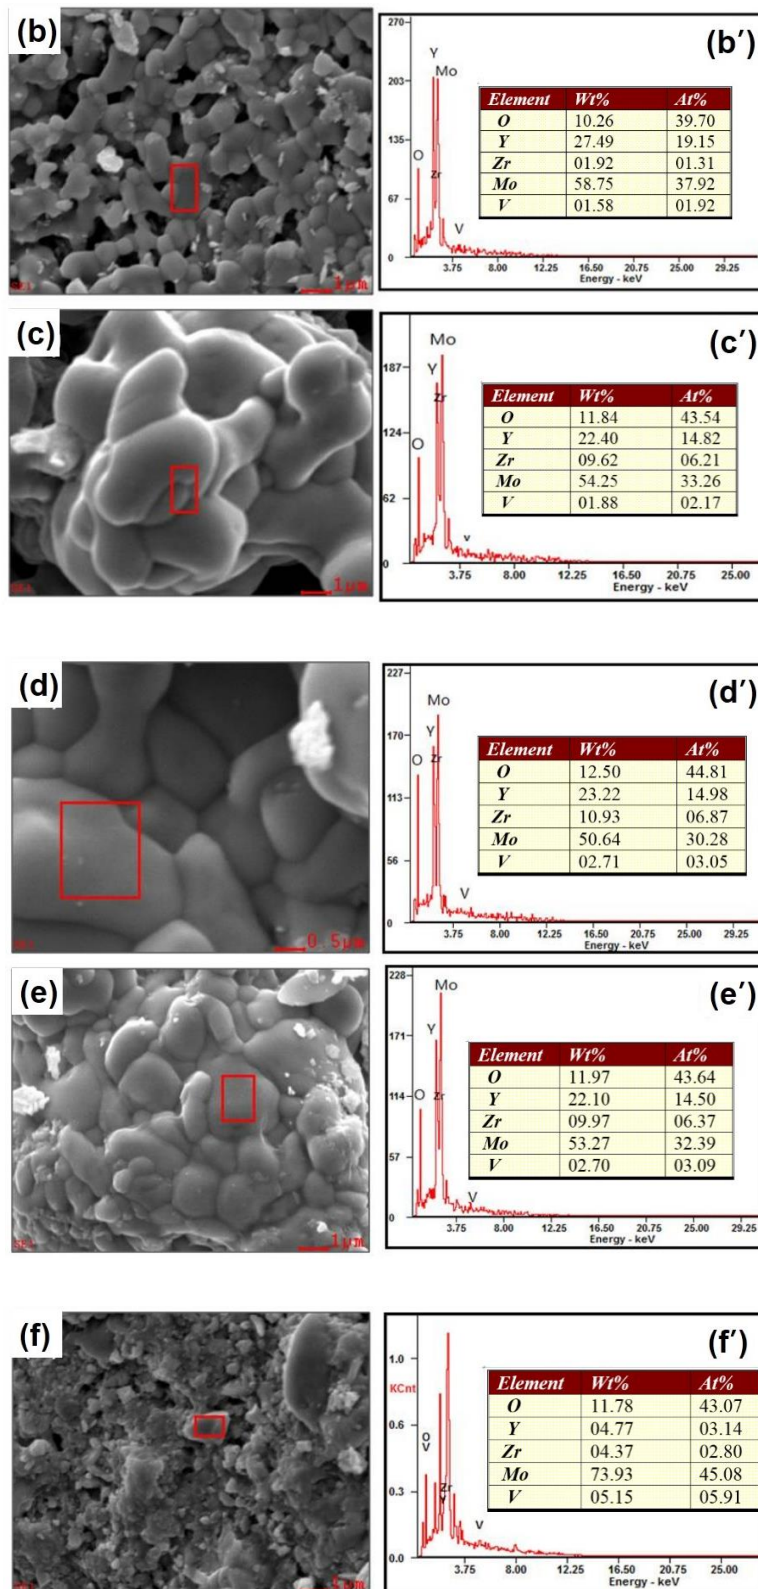 (b)
1µm
(b′)
270
203
135
67
0
Y
Mo
O
Zr
V
Element Wt% At%
O 10.26 39.70
Y 27.49 19.15
Zr 01.92 01.31
Mo 58.75 37.92
V 01.58 01.92
3.75 8.00 12.25 16.50 20.75 25.00 29.25
Energy - keV
(c)
1µm
(c′)
187
124
62
0
Mo
Y
Zr
O
v
Element Wt% At%
O 11.84 43.54
Y 22.40 14.82
Zr 09.62 06.21
Mo 54.25 33.26
V 01.88 02.17
3.75 8.00 12.25 16.50 20.75 25.00
Energy - keV
(d)
0.5µm
(d′)
227
170
113
56
0
Mo
Y
O
Zr
V
Element Wt% At%
O 12.50 44.81
Y 23.22 14.98
Zr 10.93 06.87
Mo 50.64 30.28
V 02.71 03.05
3.75 8.00 12.25 16.50 20.75 25.00 29.25
Energy - keV
(e)
1µm
(e′)
228
171
114
57
0
Mo
Y
O
Zr
V
Element Wt% At%
O 11.97 43.64
Y 22.10 14.50
Zr 09.97 06.37
Mo 53.27 32.39
V 02.70 03.09
3.75 8.00 12.25 16.50 20.75 25.00 29.25
Energy - keV
(f)
(f′)
1.0
KCnt
0.6
0.3
0.0
O
V
Zr
Y
V
Element Wt% At%
O 11.78 43.07
Y 04.77 03.14
Zr 04.37 02.80
Mo 73.93 45.08
V 05.15 05.91
3.75 8.00 12.25 16.50 20.75 25.00
Energy - keV